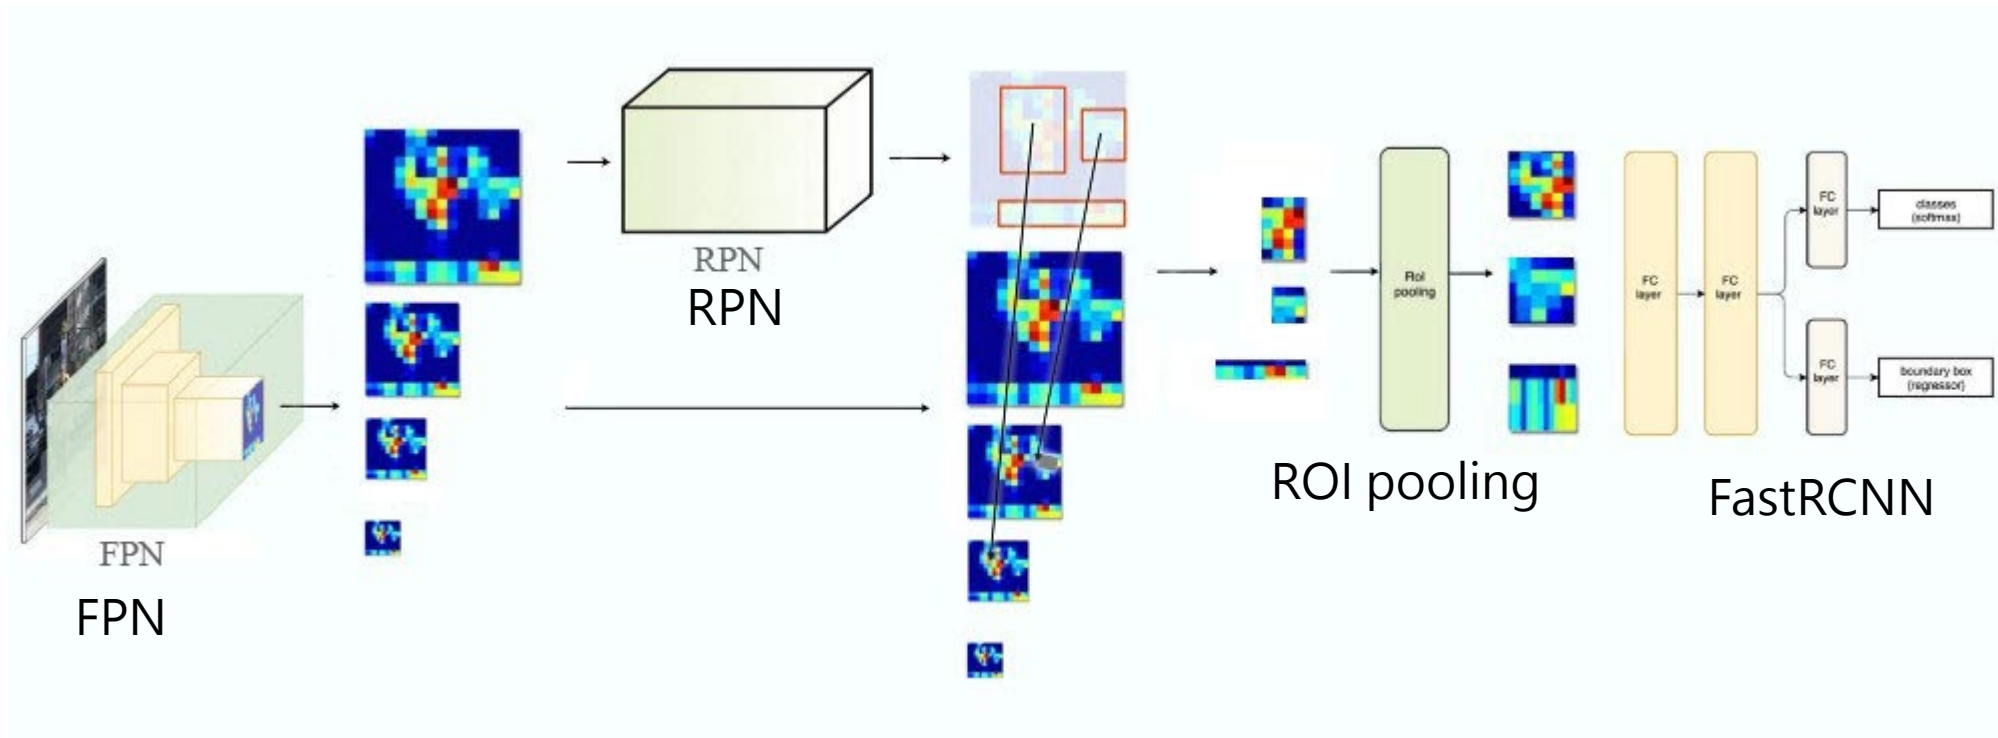 FPN
FPN
RPN
RPN
RoI
pooling
ROI pooling
FC
layer
FC
layer
FC
layer
classes
(softmax)
FC
layer
boundary box
(regressor)
FastRCNN